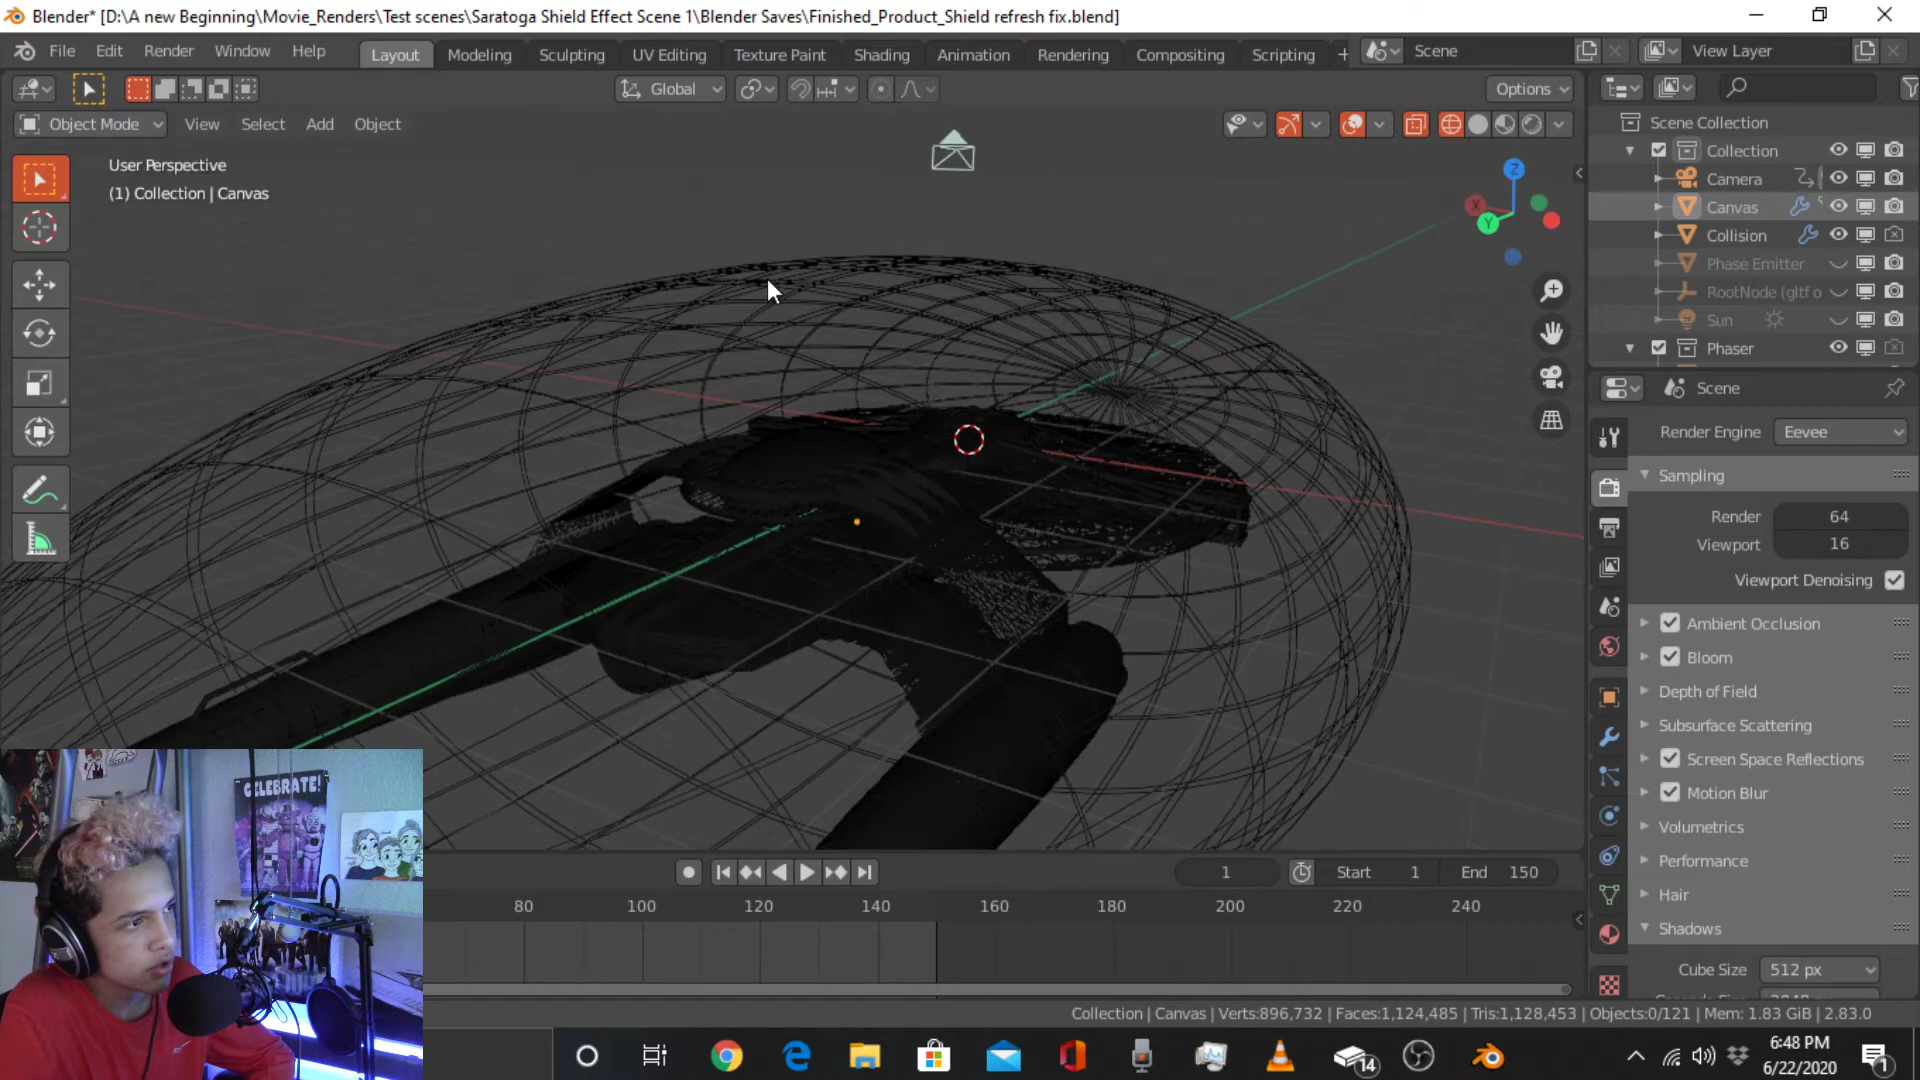 Blender* [D:\A new Beginning\Movie_Renders\Test scenes\Saratoga Shield Effect Scene 1\Blender Saves\Finished_Product_Shield refresh fix.blend]
File Edit Render Window Help
Layout Modeling Sculpting UV Editing Texture Paint Shading Animation Rendering Compositing Scripting +
Scene
View Layer
Global
Options
Object Mode View Select Add Object
User Perspective
(1) Collection | Canvas
Z
X
Y
Scene Collection
Collection
Camera
Canvas
Collision
Phase Emitter
RootNode (gltf o
Sun
Phaser
Scene
Render Engine Eevee
Sampling
Render 64
Viewport 16
Viewport Denoising
Ambient Occlusion
Bloom
Depth of Field
Subsurface Scattering
Screen Space Reflections
Motion Blur
Volumetrics
Performance
Hair
Shadows
Cube Size 512 px
CELEBRATE!
1 Start 1 End 150
80 100 120 140 160 180 200 220 240
Collection | Canvas | Verts:896,732 | Faces:1,124,485 | Tris:1,128,453 | Objects:0/121 | Mem: 1.83 GiB | 2.83.0
14
6:48 PM
6/22/2020
1